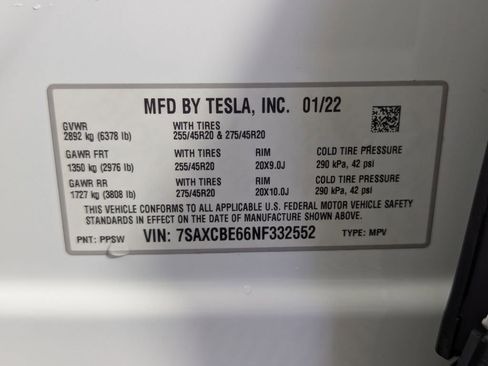 MFD BY TESLA, INC. 01/22
GVWR WITH TIRES
2892 kg (6378 lb) 255/45R20 & 275/45R20
GAWR FRT WITH TIRES RIM COLD TIRE PRESSURE
1350 kg (2976 lb) 255/45R20 20X9.0J 290 kPa, 42 psi
GAWR RR WITH TIRES RIM COLD TIRE PRESSURE
1727 kg (3808 lb) 275/45R20 20X10.0J 290 kPa, 42 psi
THIS VEHICLE CONFORMS TO ALL APPLICABLE U.S. FEDERAL MOTOR VEHICLE SAFETY
STANDARDS IN EFFECT ON DATE OF MANUFACTURE SHOWN ABOVE.
PNT: PPSW VIN: 7SAXCBE66NF332552 TYPE: MPV